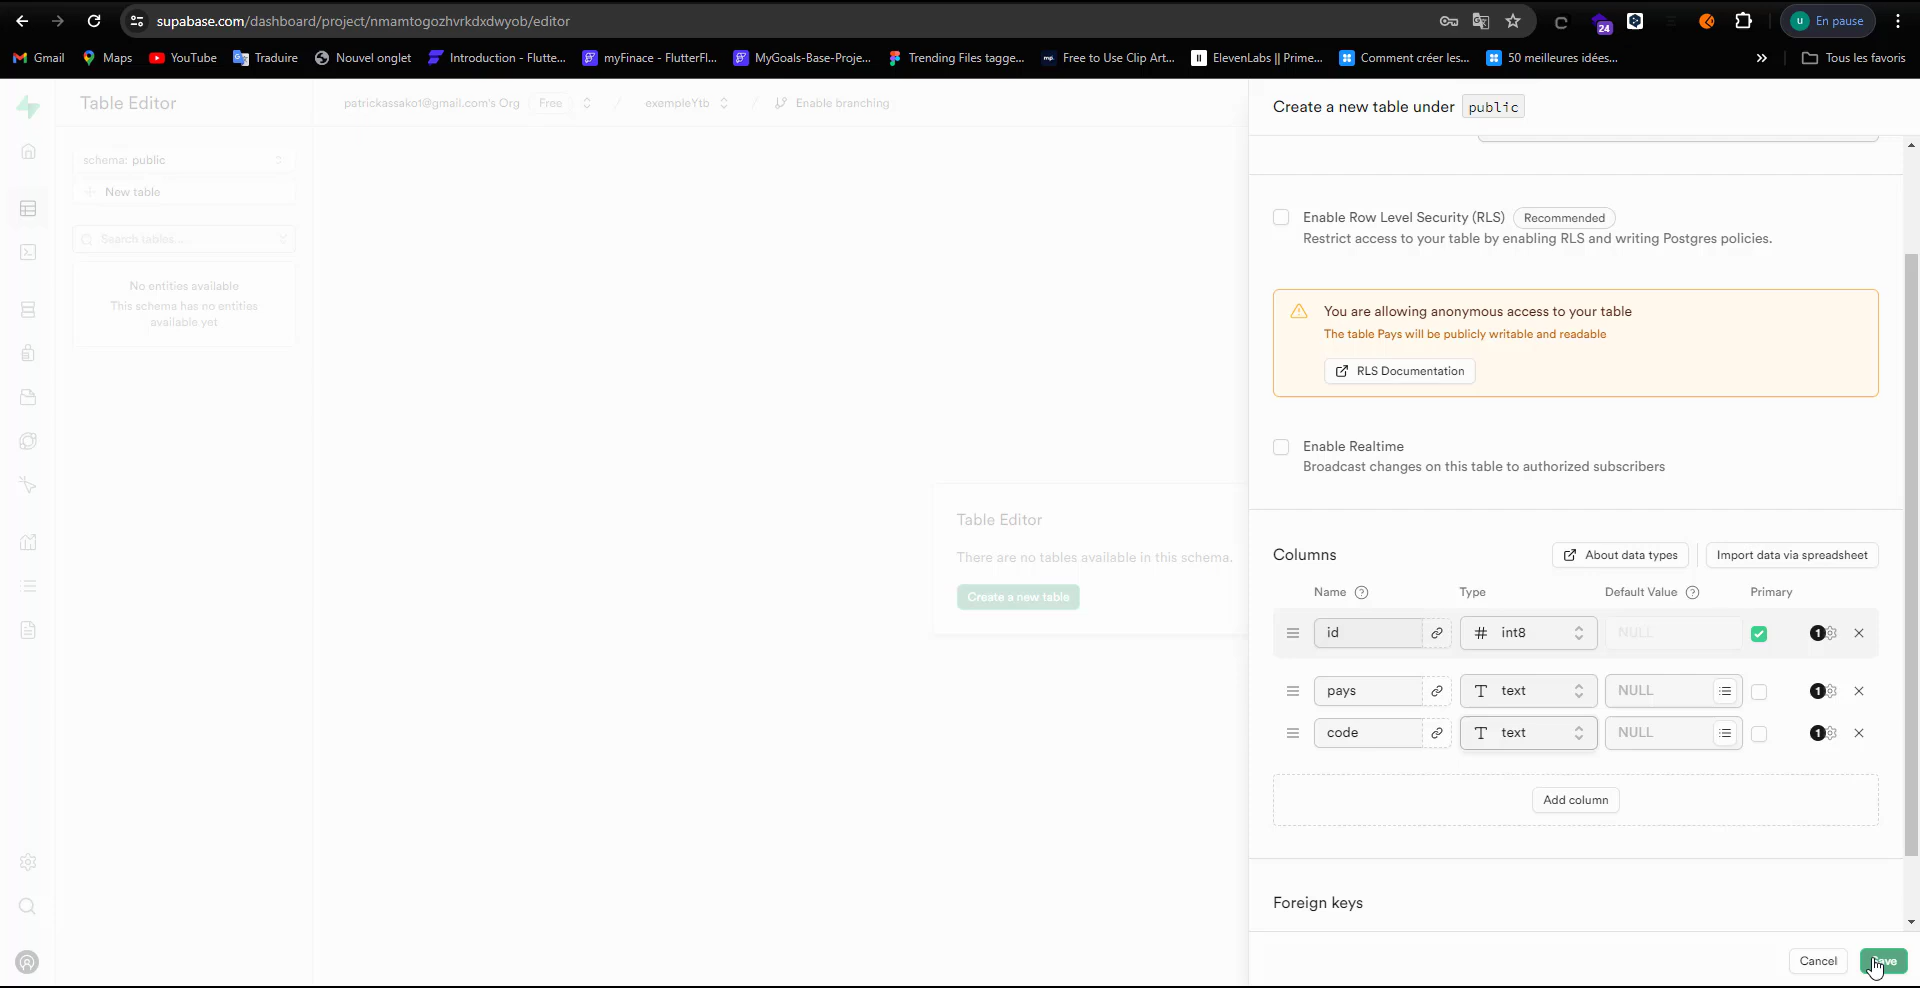 supabase.com/dashboard/project/nmamtogozhvrkdxdwyob/editor
24
u En pause
Gmail
Maps
YouTube
Traduire
Nouvel onglet
Introduction - Flutte...
myFinace - FlutterFl...
MyGoals-Base-Proje...
Trending Files tagge...
Free to Use Clip Art...
ElevenLabs || Prime...
Comment créer les...
50 meilleures idées...
»
Tous les favoris
Table Editor
patrickassako1@gmail.com's Org Free / exempleYtb / Enable branching
schema: public
New table
Search tables...
No entities available
This schema has no entities
available yet
Table Editor
There are no tables available in this schema.
Create a new table
Create a new table under public
Enable Row Level Security (RLS) Recommended
Restrict access to your table by enabling RLS and writing Postgres policies.
You are allowing anonymous access to your table
The table Pays will be publicly writable and readable
RLS Documentation
Enable Realtime
Broadcast changes on this table to authorized subscribers
Columns About data types Import data via spreadsheet
Name Type Default Value Primary
id # int8 NULL 1
pays T text NULL 1
code T text NULL 1
Add column
Foreign keys
Cancel